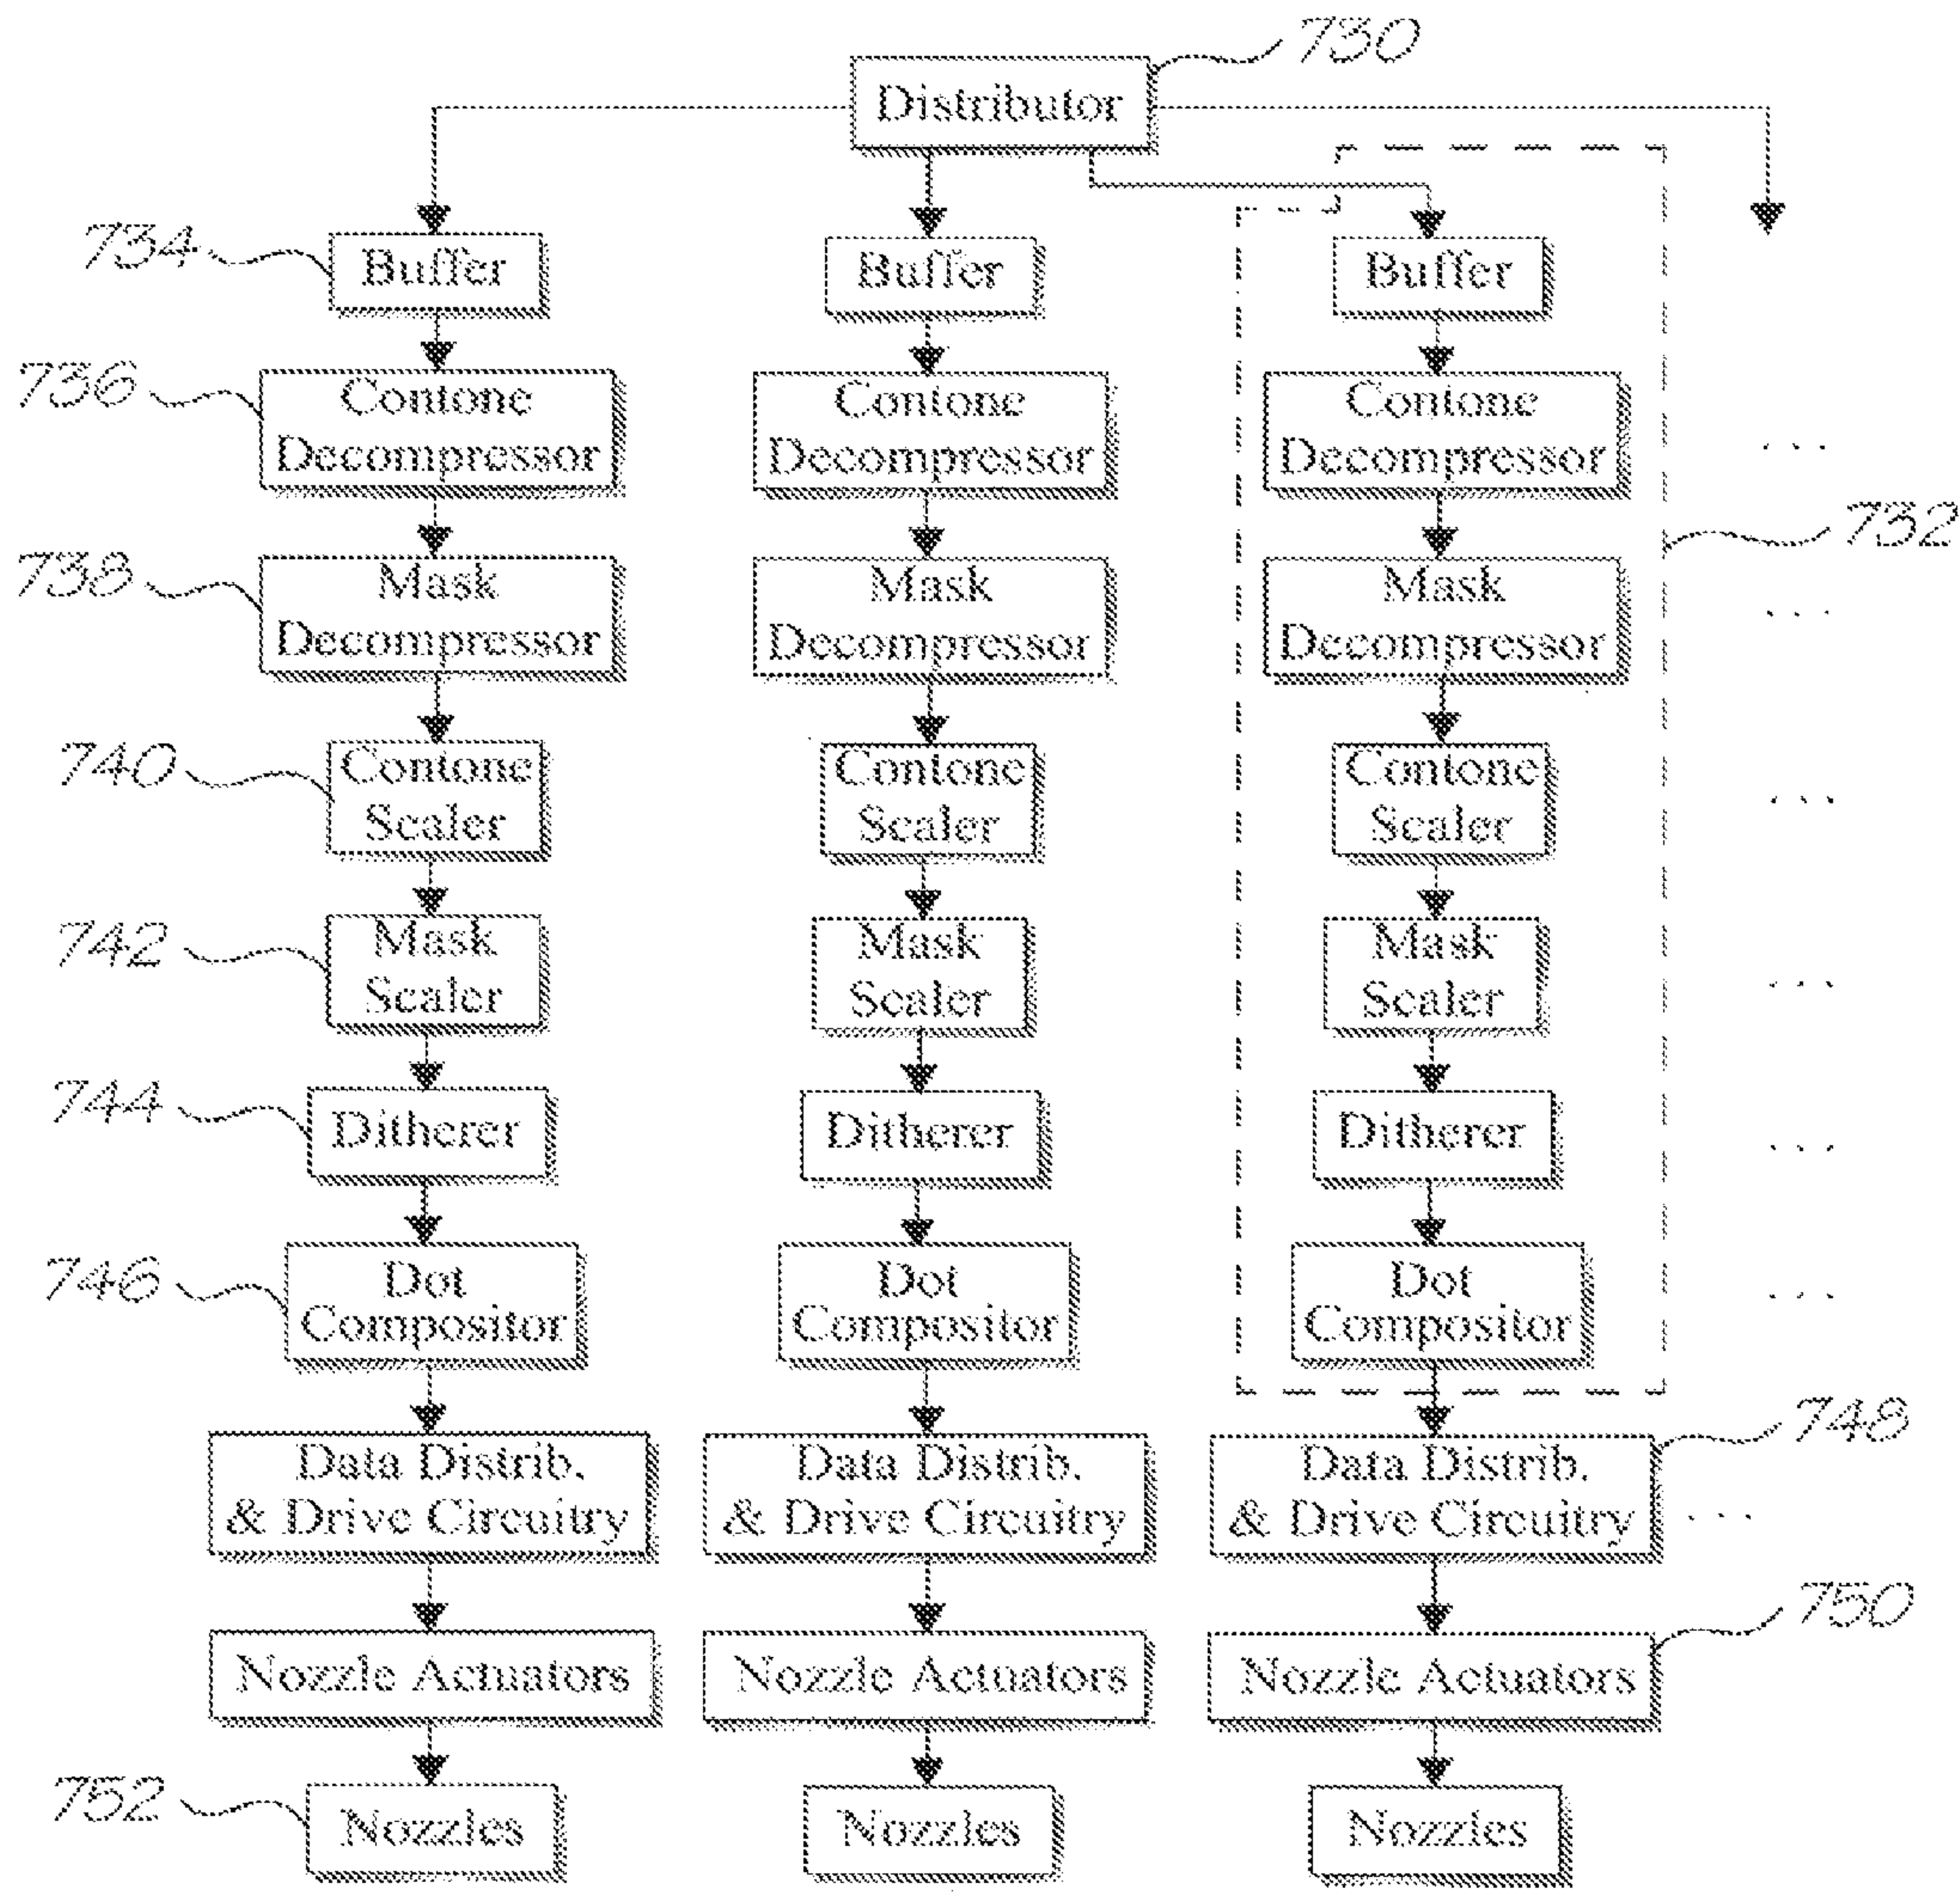 730
Distributor
734
Buffer
Buffer
Buffer
736
Contone
Decompressor
Contone
Decompressor
Contone
Decompressor
...
732
738
Mask
Decompressor
Mask
Decompressor
Mask
Decompressor
...
740
Contone
Scaler
Contone
Scaler
Contone
Scaler
...
742
Mask
Scaler
Mask
Scaler
Mask
Scaler
...
744
Ditherer
Ditherer
Ditherer
...
746
Dot
Compositor
Dot
Compositor
Dot
Compositor
...
748
Data Distrib.
& Drive Circuitry
Data Distrib.
& Drive Circuitry
Data Distrib.
& Drive Circuitry
...
750
Nozzle Actuators
Nozzle Actuators
Nozzle Actuators
752
Nozzles
Nozzles
Nozzles